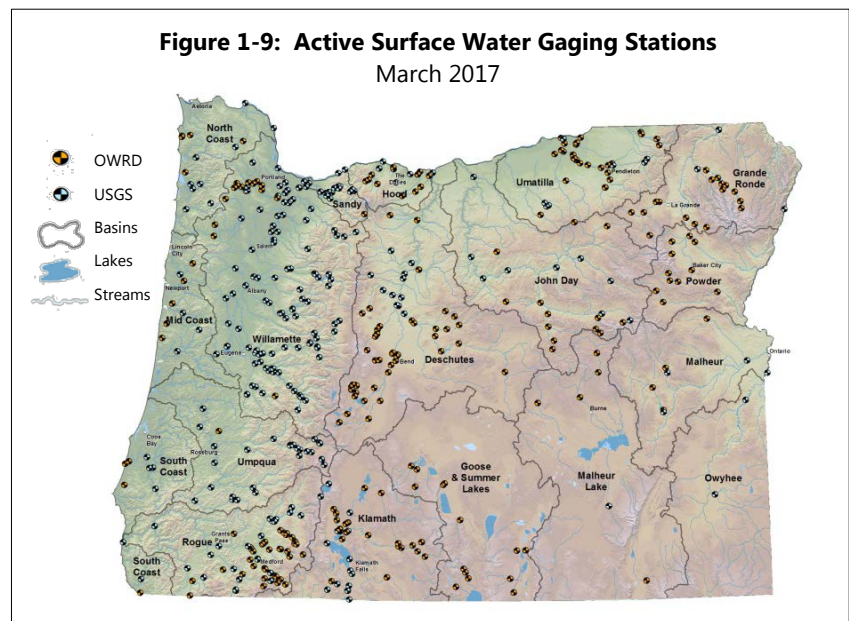 Figure 1-9: Active Surface Water Gaging Stations
March 2017
OWRD
USGS
Basins
Lakes
Streams
Astoria
North
Coast
Portland
Sandy
The
Dalles
Hood
Umatilla
Pendleton
Grande
Ronde
La Grande
Lincoln
City
Salem
Newport
Albany
Mid Coast
Willamette
Eugene
John Day
Baker City
Powder
Deschutes
Bend
Malheur
Ontario
Burns
Coos
Bay
Roseburg
South
Coast
Umpqua
Goose
& Summer
Lakes
Malheur
Lake
Owyhee
Klamath
Rogue
Grants
Pass
Medford
Klamath
Falls
South
Coast